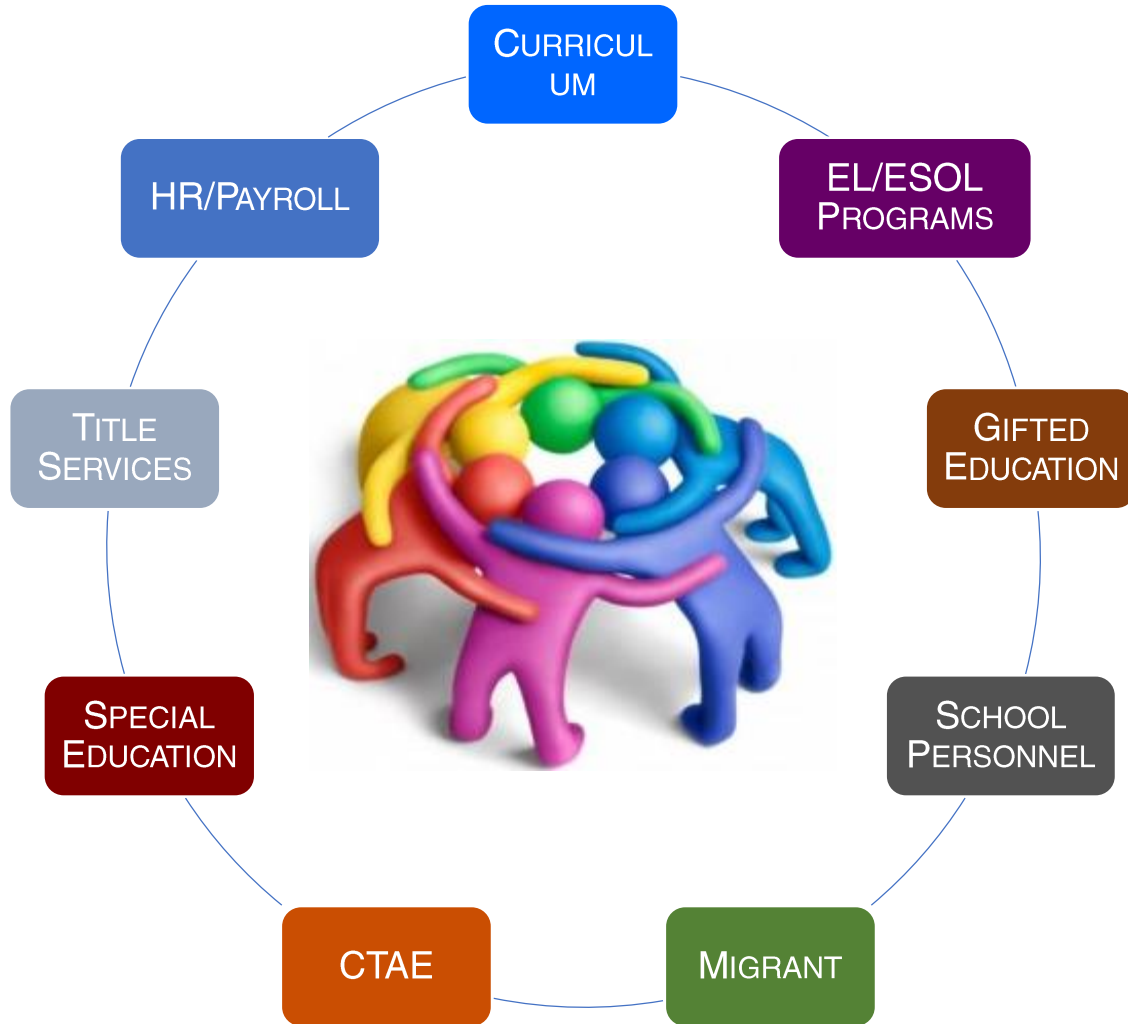 CURRICUL
UM
EL/ESOL
PROGRAMS
GIFTED
EDUCATION
SCHOOL
PERSONNEL
MIGRANT
CTAE
SPECIAL
EDUCATION
TITLE
SERVICES
HR/PAYROLL